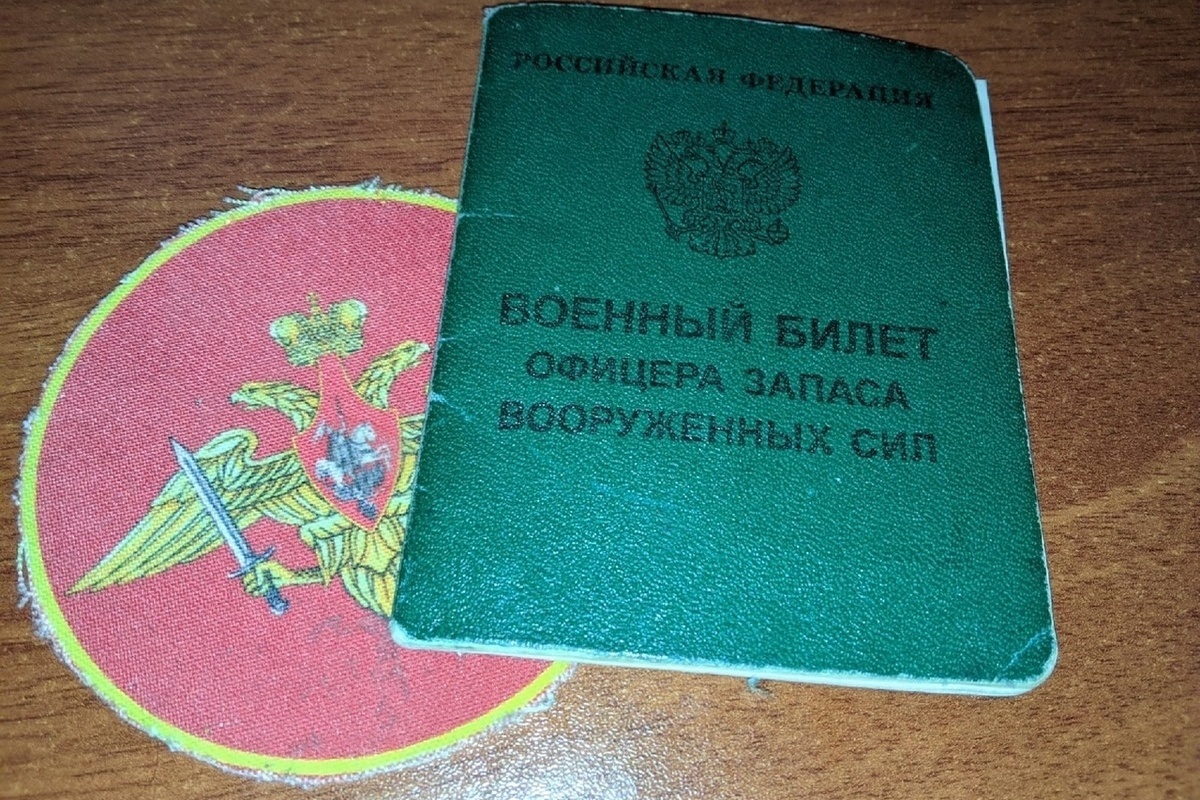 РОССИЙСКАЯ ФЕДЕРАЦИЯ
ВОЕННЫЙ БИЛЕТ
ОФИЦЕРА ЗАПАСА
ВООРУЖЕННЫХ СИЛ